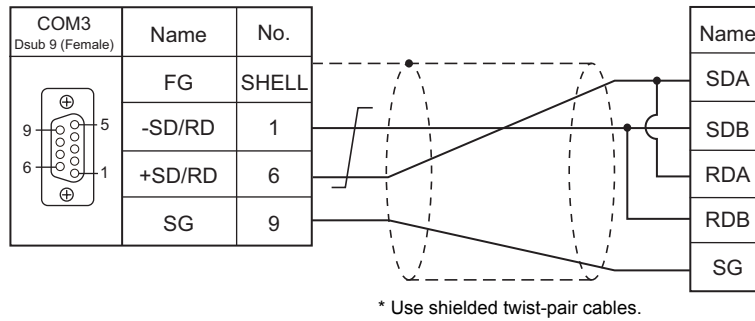 COM3
Dsub 9 (Female)
Name No.
FG SHELL
-SD/RD 1
+SD/RD 6
SG 9
9 5
6 1
Name
SDA
SDB
RDA
RDB
SG
* Use shielded twist-pair cables.